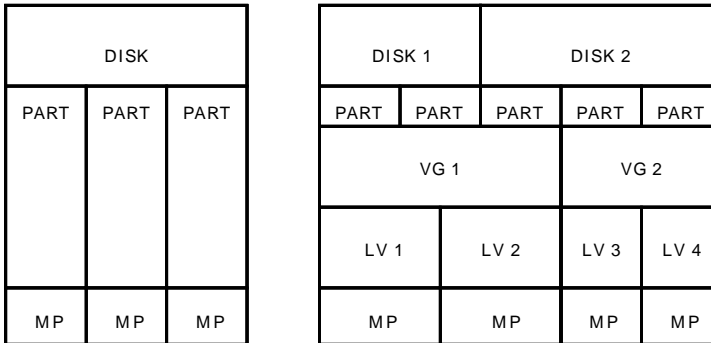 DISK
PART PART PART
MP MP MP
DISK 1 DISK 2
PART PART PART PART PART
VG 1 VG 2
LV 1 LV 2 LV 3 LV 4
MP MP MP MP